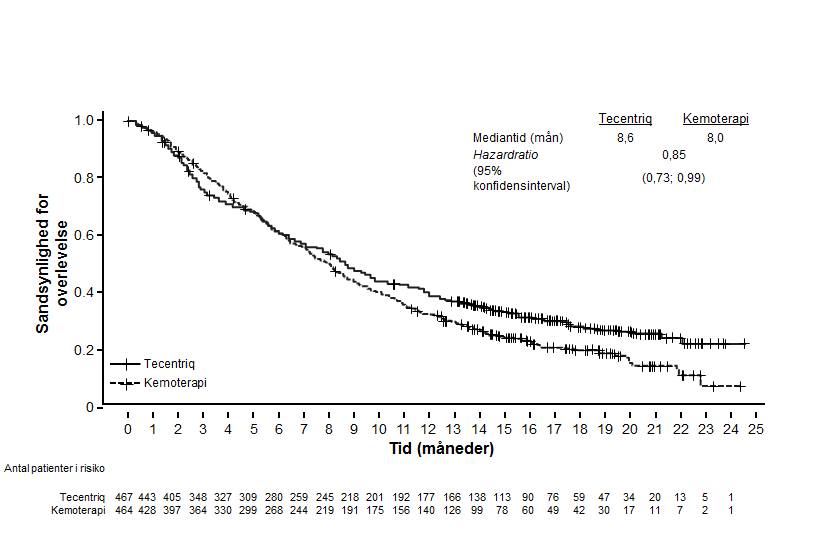 Tecentriq Kemoterapi
Mediantid (mån) 8,6 8,0
Hazardratio 0,85
(95%
konfidensinterval) (0,73; 0,99)
Sandsynlighed for
overlevelse
1.0
0.8
0.6
0.4
0.2
0
Tecentriq
Kemoterapi
0 1 2 3 4 5 6 7 8 9 10 11 12 13 14 15 16 17 18 19 20 21 22 23 24 25
Tid (måneder)
Antal patienter i risiko
Tecentriq 467 443 405 348 327 309 280 259 245 218 201 192 177 166 138 113 90 76 59 47 34 20 13 5 1
Kemoterapi 464 428 397 364 330 299 268 244 219 191 175 156 140 126 99 78 60 49 42 30 17 11 7 2 1